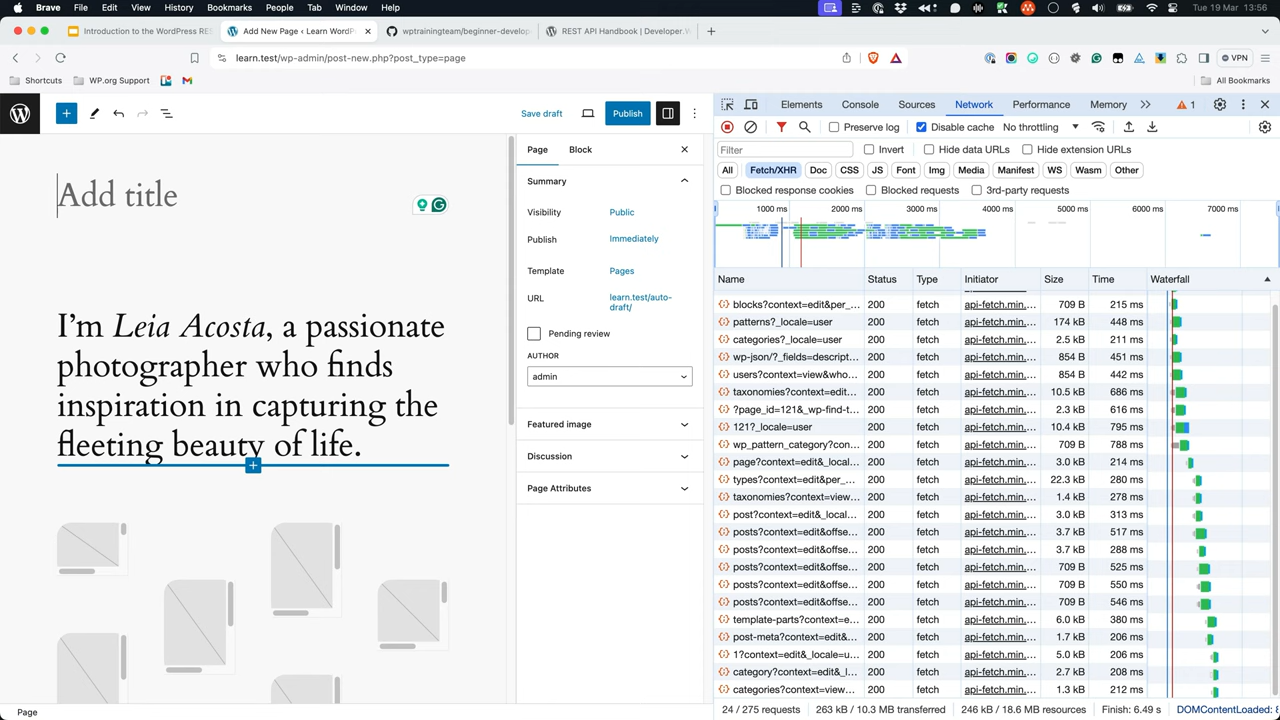 Brave File Edit View History Bookmarks People Tab Window Help Tue 19 Mar 13:56
Introduction to the WordPress RES Add New Page ‹ Learn WordP wptrainingteam/beginner-develop REST API Handbook | Developer.W
learn.test/wp-admin/post-new.php?post_type=page VPN
Shortcuts WP.org Support All Bookmarks
Save draft Publish
Elements Console Sources Network Performance Memory 1
Preserve log Disable cache No throttling
Page Block
Filter Invert Hide data URLs Hide extension URLs
All Fetch/XHR Doc CSS JS Font Img Media Manifest WS Wasm Other
Blocked response cookies Blocked requests 3rd-party requests
1000 ms 2000 ms 3000 ms 4000 ms 5000 ms 6000 ms 7000 ms
Add title
Summary
Visibility Public
Publish Immediately
Template Pages
URL learn.test/auto-
draft/
Pending review
AUTHOR
admin
Featured image
Discussion
Page Attributes
I'm Leia Acosta, a passionate
photographer who finds
inspiration in capturing the
fleeting beauty of life.
Page
Name Status Type Initiator Size Time Waterfall
blocks?context=edit&per_... 200 fetch api-fetch.min.... 709 B 215 ms
patterns?_locale=user 200 fetch api-fetch.min.... 174 kB 448 ms
categories?_locale=user 200 fetch api-fetch.min.... 2.5 kB 211 ms
wp-json/?_fields=descript... 200 fetch api-fetch.min.... 854 B 451 ms
users?context=view&who... 200 fetch api-fetch.min.... 854 B 442 ms
taxonomies?context=edit... 200 fetch api-fetch.min.... 10.5 kB 686 ms
?page_id=121&_wp-find-t... 200 fetch api-fetch.min.... 2.3 kB 616 ms
121?_locale=user 200 fetch api-fetch.min.... 10.4 kB 795 ms
wp_pattern_category?con... 200 fetch api-fetch.min.... 709 B 788 ms
page?context=edit&_local... 200 fetch api-fetch.min.... 3.0 kB 214 ms
types?context=edit&per_... 200 fetch api-fetch.min.... 22.3 kB 280 ms
taxonomies?context=view... 200 fetch api-fetch.min.... 1.4 kB 278 ms
post?context=edit&_local... 200 fetch api-fetch.min.... 3.0 kB 313 ms
posts?context=edit&offse... 200 fetch api-fetch.min.... 3.7 kB 517 ms
posts?context=edit&offse... 200 fetch api-fetch.min.... 3.7 kB 288 ms
posts?context=edit&offse... 200 fetch api-fetch.min.... 709 B 525 ms
posts?context=edit&offse... 200 fetch api-fetch.min.... 709 B 550 ms
posts?context=edit&offse... 200 fetch api-fetch.min.... 709 B 546 ms
template-parts?context=e... 200 fetch api-fetch.min.... 6.0 kB 380 ms
post-meta?context=edit&... 200 fetch api-fetch.min.... 1.7 kB 206 ms
1?context=edit&_locale=u... 200 fetch api-fetch.min.... 5.0 kB 206 ms
category?context=edit&_l... 200 fetch api-fetch.min.... 2.7 kB 208 ms
categories?context=view... 200 fetch api-fetch.min.... 1.3 kB 212 ms
24 / 275 requests 263 kB / 10.3 MB transferred 246 kB / 18.6 MB resources Finish: 6.49 s DOMContentLoaded: